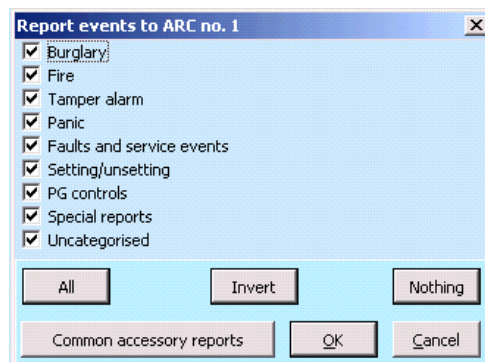 Report events to ARC no. 1
Burglary
Fire
Tamper alarm
Panic
Faults and service events
Setting/unsetting
PG controls
Special reports
Uncategorised
All Invert Nothing
Common accessory reports OK Cancel